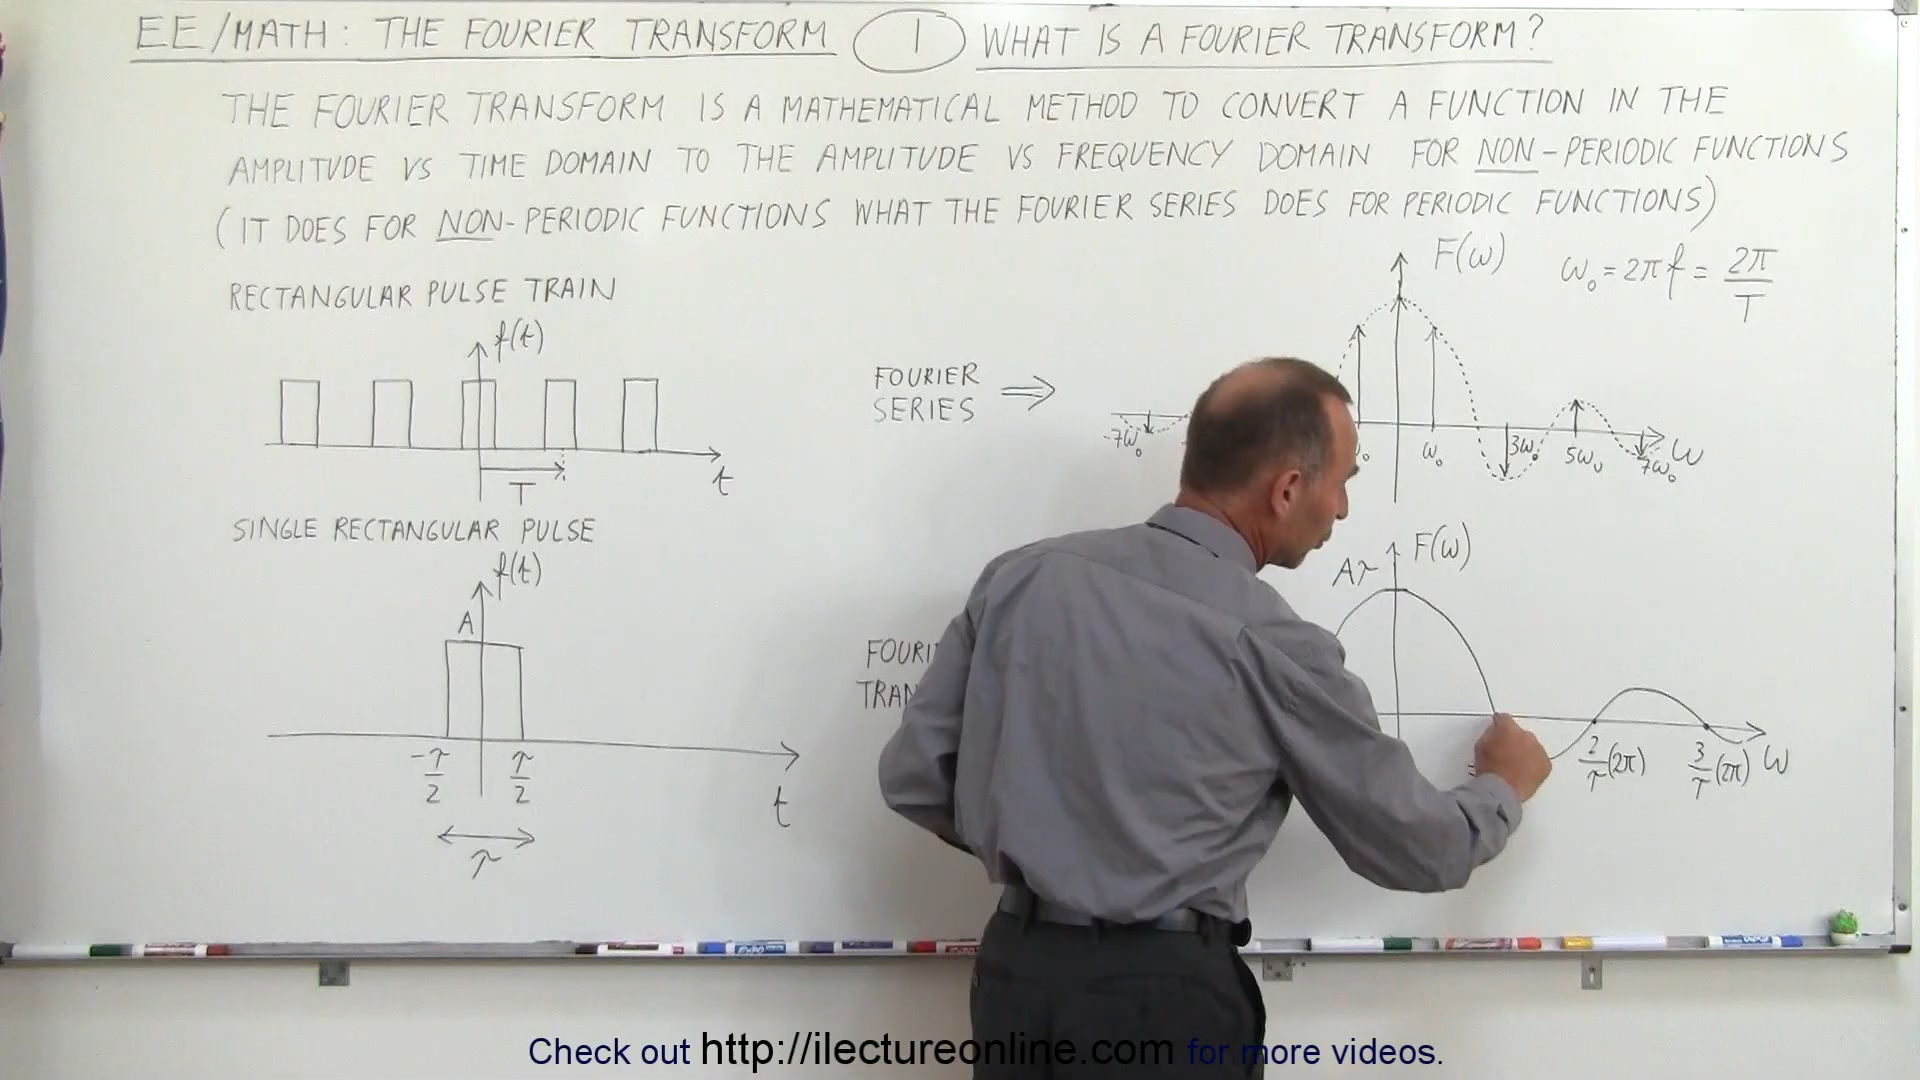 EE/MATH: THE FOURIER TRANSFORM 1 WHAT IS A FOURIER TRANSFORM?
THE FOURIER TRANSFORM IS A MATHEMATICAL METHOD TO CONVERT A FUNCTION IN THE
AMPLITUDE VS TIME DOMAIN TO THE AMPLITUDE VS FREQUENCY DOMAIN FOR NON-PERIODIC FUNCTIONS
(IT DOES FOR NON-PERIODIC FUNCTIONS WHAT THE FOURIER SERIES DOES FOR PERIODIC FUNCTIONS)
RECTANGULAR PULSE TRAIN
f(t)
T
t
FOURIER
SERIES ⇒
F(ω)
ω₀ = 2πf = 2π/T
-7ω₀ ω₀ 3ω₀ 5ω₀ 7ω₀ ω
SINGLE RECTANGULAR PULSE
f(t)
A
-τ/2 τ/2
t
τ
FOURI
TRAN
F(ω)
Aτ
2/τ(2π) 3/τ(2π) ω
Check out http://ilectureonline.com for more videos.